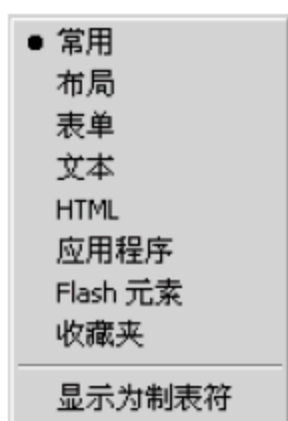 常用
布局
表单
文本
HTML
应用程序
Flash 元素
收藏夹
显示为制表符